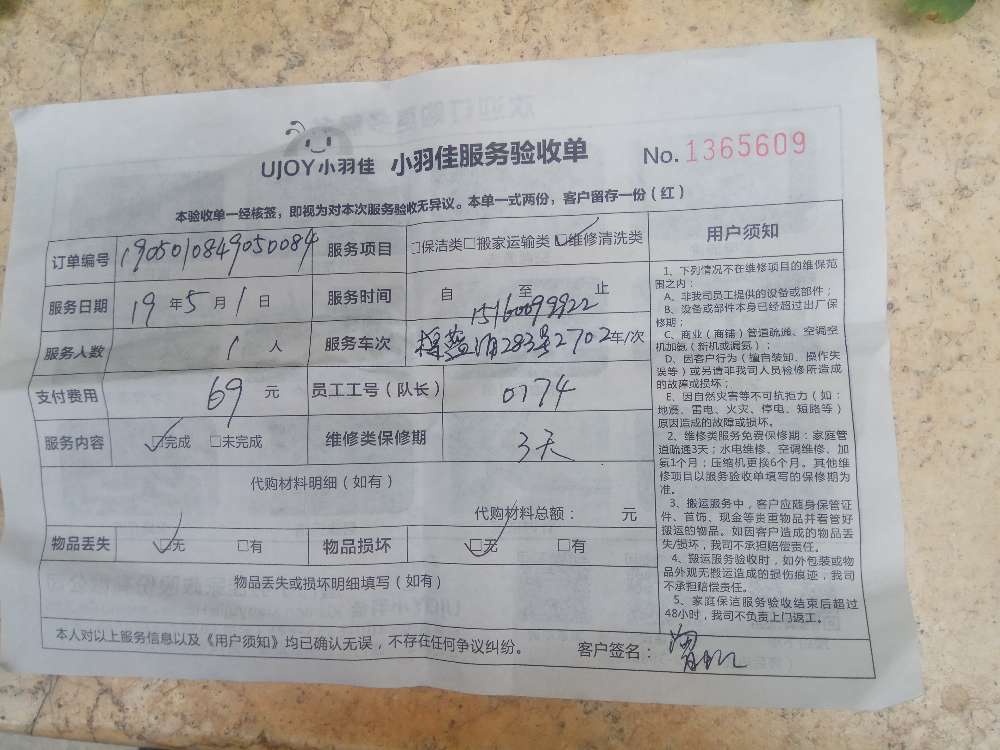 UJOY小羽佳 小羽佳服务验收单 No.1365609
本验收单一经核签，即视为对本次服务验收无异议。本单一式两份，客户留存一份（红）
订单编号 1905010849050084 服务项目 □保洁类□搬家运输类☑维修清洗类
服务日期 19 年 5 月 1 日 服务时间 自 至 止
15160099922
服务人数 1 人 服务车次 283号2702 车/次
支付费用 69 元 员工工号（队长） 0774
服务内容 ☑完成 □未完成 维修类保修期 3天
代购材料明细（如有）
代购材料总额： 元
物品丢失 ☑无 □有 物品损坏 ☑无 □有
物品丢失或损坏明细填写（如有）
本人对以上服务信息以及《用户须知》均已确认无误，不存在任何争议纠纷。 客户签名：
用户须知
1、下列情况不在维修项目的维保范
围之内：
A、非我司员工提供的设备或部件；
B、设备或部件本身已经超过出厂保
修期；
C、商业（商铺）管道疏通、空调空
机加氨（新机或漏氨）；
D、因客户行为（擅自装卸、操作失
误等）或另请非我司人员检修所造成
的故障或损坏；
E、因自然灾害等不可抗拒力（如：
地震、雷电、火灾、停电、短路等）
原因造成的故障或损坏。
2、维修类服务免费保修期：家庭管
道疏通3天；水电维修、空调维修、加
氨1个月；压缩机更换6个月。其他维
修项目以服务验收单填写的保修期为
准。
3、搬运服务中，客户应随身保管证
件、首饰、现金等贵重物品并看管好
搬运的物品。如因客户造成的物品丢
失/损坏，我司不承担赔偿责任。
4、搬运服务验收时，如外包装或物
品外观无搬运造成的损伤痕迹，我司
不承担赔偿责任。
5、家庭保洁服务验收结束后超过
48小时，我司不负责上门返工。